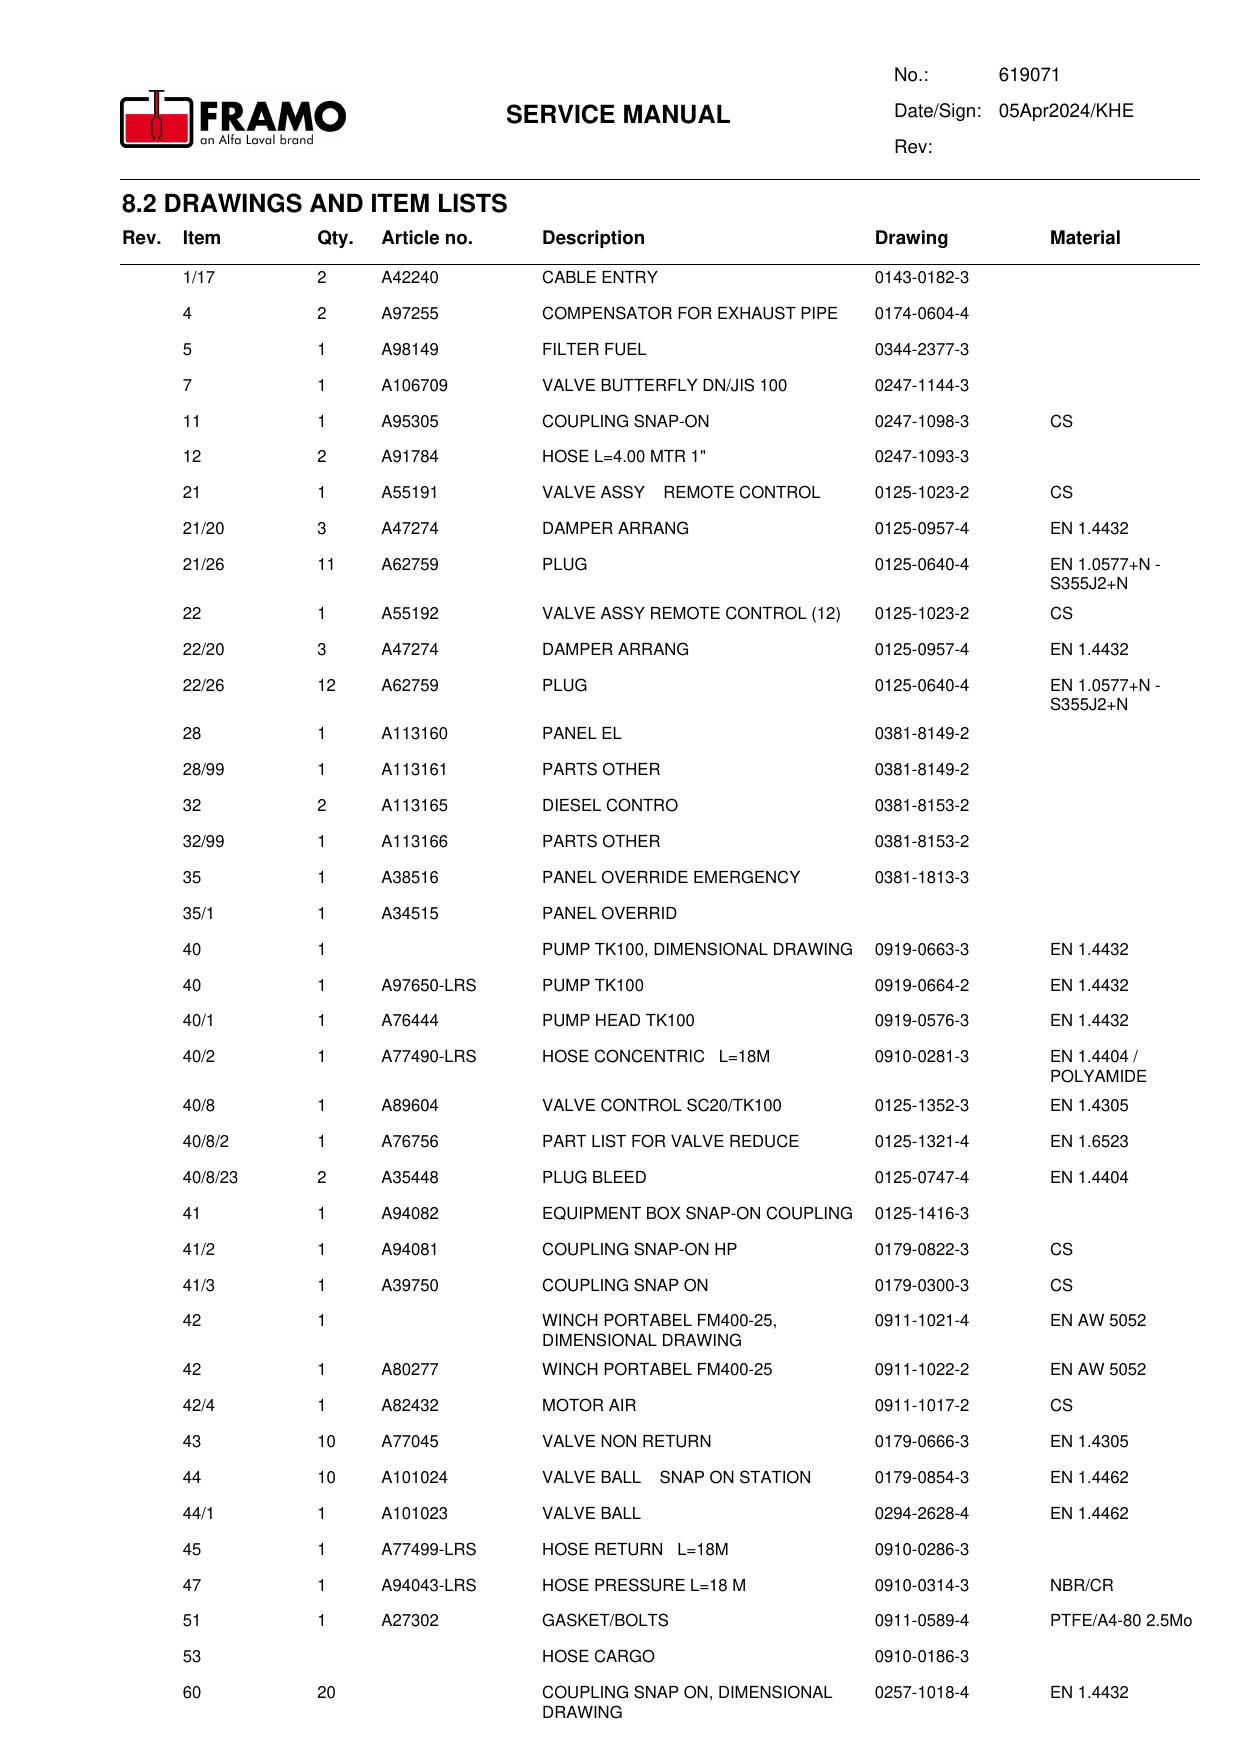 No.: 619071
FRAMO
an Alfa Laval brand
SERVICE MANUAL
Date/Sign: 05Apr2024/KHE
Rev:
8.2 DRAWINGS AND ITEM LISTS
Rev. Item Qty. Article no. Description Drawing Material
1/17 2 A42240 CABLE ENTRY 0143-0182-3
4 2 A97255 COMPENSATOR FOR EXHAUST PIPE 0174-0604-4
5 1 A98149 FILTER FUEL 0344-2377-3
7 1 A106709 VALVE BUTTERFLY DN/JIS 100 0247-1144-3
11 1 A95305 COUPLING SNAP-ON 0247-1098-3 CS
12 2 A91784 HOSE L=4.00 MTR 1" 0247-1093-3
21 1 A55191 VALVE ASSY REMOTE CONTROL 0125-1023-2 CS
21/20 3 A47274 DAMPER ARRANG 0125-0957-4 EN 1.4432
21/26 11 A62759 PLUG 0125-0640-4 EN 1.0577+N -
S355J2+N
22 1 A55192 VALVE ASSY REMOTE CONTROL (12) 0125-1023-2 CS
22/20 3 A47274 DAMPER ARRANG 0125-0957-4 EN 1.4432
22/26 12 A62759 PLUG 0125-0640-4 EN 1.0577+N -
S355J2+N
28 1 A113160 PANEL EL 0381-8149-2
28/99 1 A113161 PARTS OTHER 0381-8149-2
32 2 A113165 DIESEL CONTRO 0381-8153-2
32/99 1 A113166 PARTS OTHER 0381-8153-2
35 1 A38516 PANEL OVERRIDE EMERGENCY 0381-1813-3
35/1 1 A34515 PANEL OVERRID
40 1 PUMP TK100, DIMENSIONAL DRAWING 0919-0663-3 EN 1.4432
40 1 A97650-LRS PUMP TK100 0919-0664-2 EN 1.4432
40/1 1 A76444 PUMP HEAD TK100 0919-0576-3 EN 1.4432
40/2 1 A77490-LRS HOSE CONCENTRIC L=18M 0910-0281-3 EN 1.4404 /
POLYAMIDE
40/8 1 A89604 VALVE CONTROL SC20/TK100 0125-1352-3 EN 1.4305
40/8/2 1 A76756 PART LIST FOR VALVE REDUCE 0125-1321-4 EN 1.6523
40/8/23 2 A35448 PLUG BLEED 0125-0747-4 EN 1.4404
41 1 A94082 EQUIPMENT BOX SNAP-ON COUPLING 0125-1416-3
41/2 1 A94081 COUPLING SNAP-ON HP 0179-0822-3 CS
41/3 1 A39750 COUPLING SNAP ON 0179-0300-3 CS
42 1 WINCH PORTABEL FM400-25, 0911-1021-4 EN AW 5052
DIMENSIONAL DRAWING
42 1 A80277 WINCH PORTABEL FM400-25 0911-1022-2 EN AW 5052
42/4 1 A82432 MOTOR AIR 0911-1017-2 CS
43 10 A77045 VALVE NON RETURN 0179-0666-3 EN 1.4305
44 10 A101024 VALVE BALL SNAP ON STATION 0179-0854-3 EN 1.4462
44/1 1 A101023 VALVE BALL 0294-2628-4 EN 1.4462
45 1 A77499-LRS HOSE RETURN L=18M 0910-0286-3
47 1 A94043-LRS HOSE PRESSURE L=18 M 0910-0314-3 NBR/CR
51 1 A27302 GASKET/BOLTS 0911-0589-4 PTFE/A4-80 2.5Mo
53 HOSE CARGO 0910-0186-3
60 20 COUPLING SNAP ON, DIMENSIONAL 0257-1018-4 EN 1.4432
DRAWING